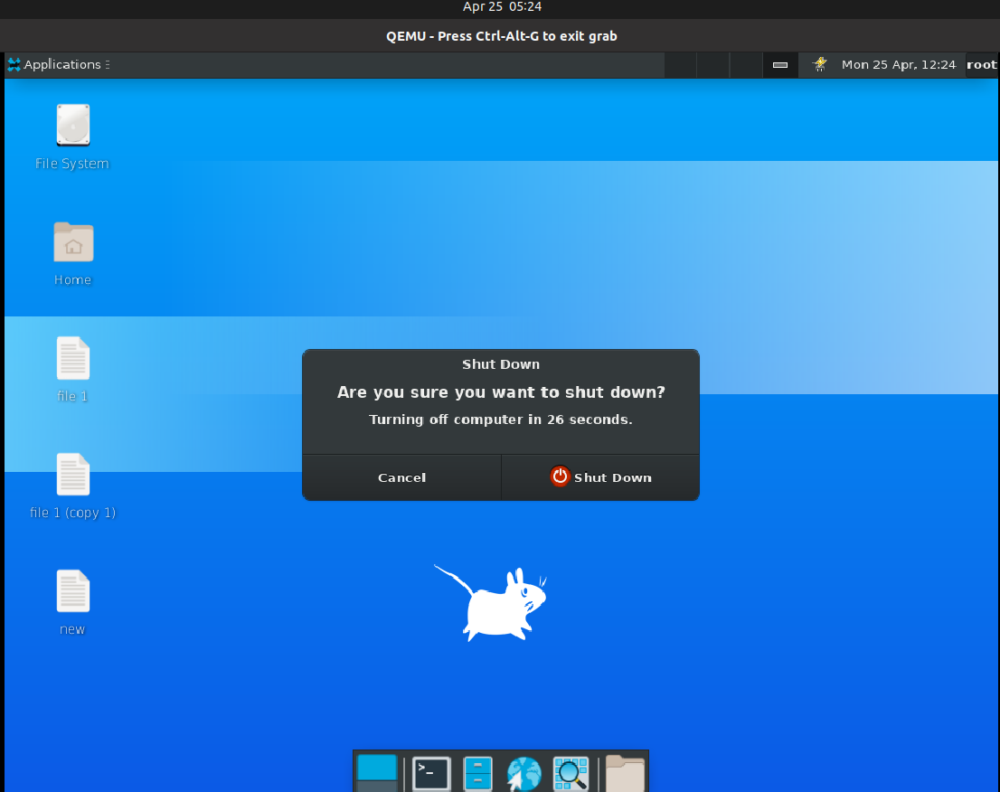 Apr 25 05:24
QEMU - Press Ctrl-Alt-G to exit grab
Applications
Mon 25 Apr, 12:24
root
File System
Home
file 1
Shut Down
Are you sure you want to shut down?
Turning off computer in 26 seconds.
Cancel
Shut Down
file 1 (copy 1)
new
>_